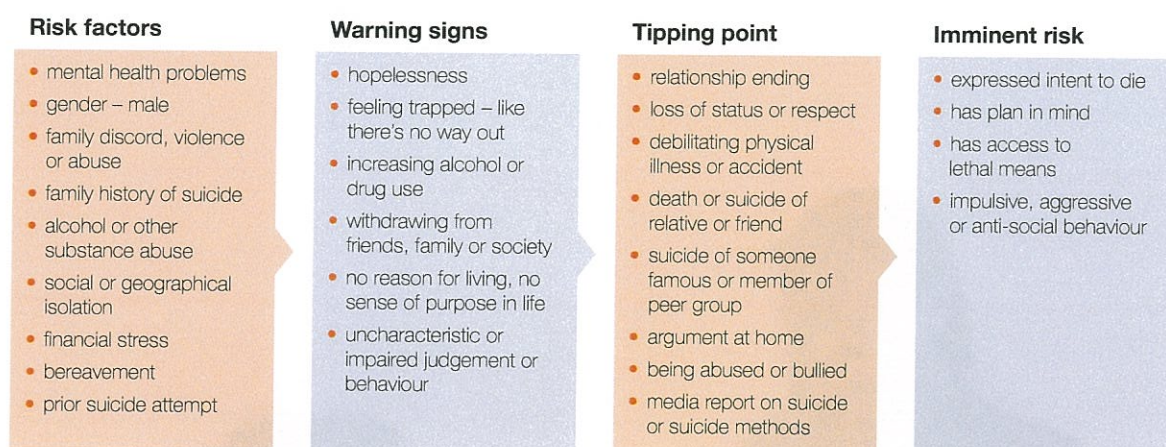 Risk factors
• mental health problems
• gender – male
• family discord, violence
or abuse
• family history of suicide
• alcohol or other
substance abuse
• social or geographical
isolation
• financial stress
• bereavement
• prior suicide attempt
Warning signs
• hopelessness
• feeling trapped – like
there's no way out
• increasing alcohol or
drug use
• withdrawing from
friends, family or society
• no reason for living, no
sense of purpose in life
• uncharacteristic or
impaired judgement or
behaviour
Tipping point
• relationship ending
• loss of status or respect
• debilitating physical
illness or accident
• death or suicide of
relative or friend
• suicide of someone
famous or member of
peer group
• argument at home
• being abused or bullied
• media report on suicide
or suicide methods
Imminent risk
• expressed intent to die
• has plan in mind
• has access to
lethal means
• impulsive, aggressive
or anti-social behaviour